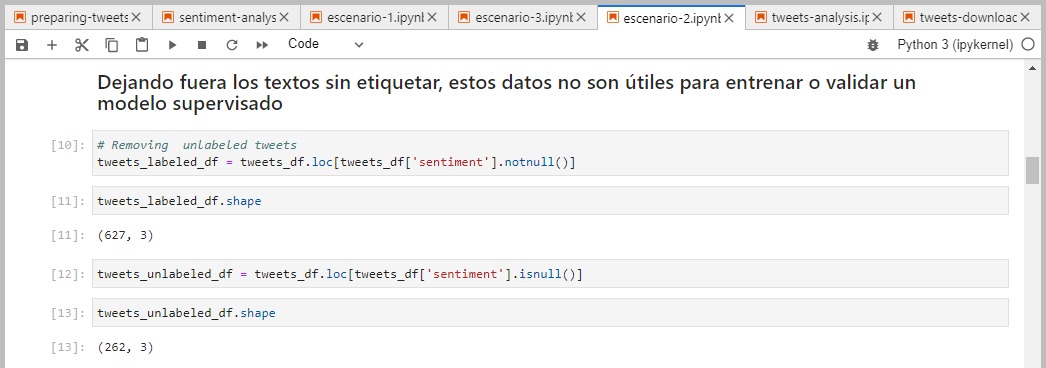 preparing-tweets
sentiment-analys
escenario-1.ipynb
escenario-3.ipynb
escenario-2.ipynb
tweets-analysis.ip
tweets-downloac
Code
Python 3 (ipykernel)
Dejando fuera los textos sin etiquetar, estos datos no son útiles para entrenar o validar un
modelo supervisado
[10]: # Removing  unlabeled tweets
tweets_labeled_df = tweets_df.loc[tweets_df['sentiment'].notnull()]
[11]: tweets_labeled_df.shape
[11]: (627, 3)
[12]: tweets_unlabeled_df = tweets_df.loc[tweets_df['sentiment'].isnull()]
[13]: tweets_unlabeled_df.shape
[13]: (262, 3)